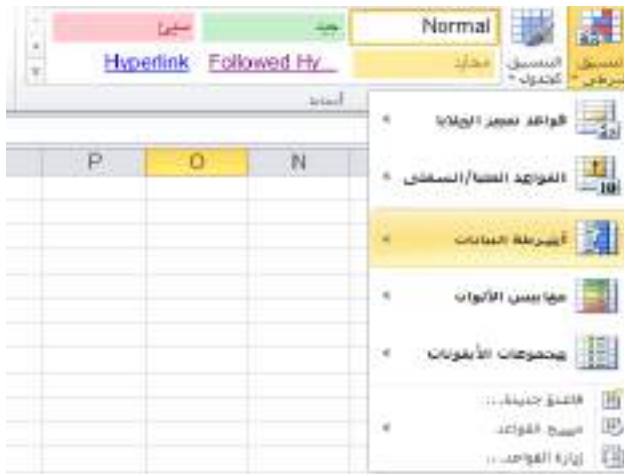 سيئ جيد Normal
Hyperlink Followed Hy... محايد التنسيق كجدول تنسيق شرطي
أنماط
قواعد تمييز الخلايا
P O N
القواعد العليا/السفلى
أشرطة البيانات
مقاييس الألوان
مجموعات الأيقونات
قاعدة جديدة...
مسح القواعد
إدارة القواعد...